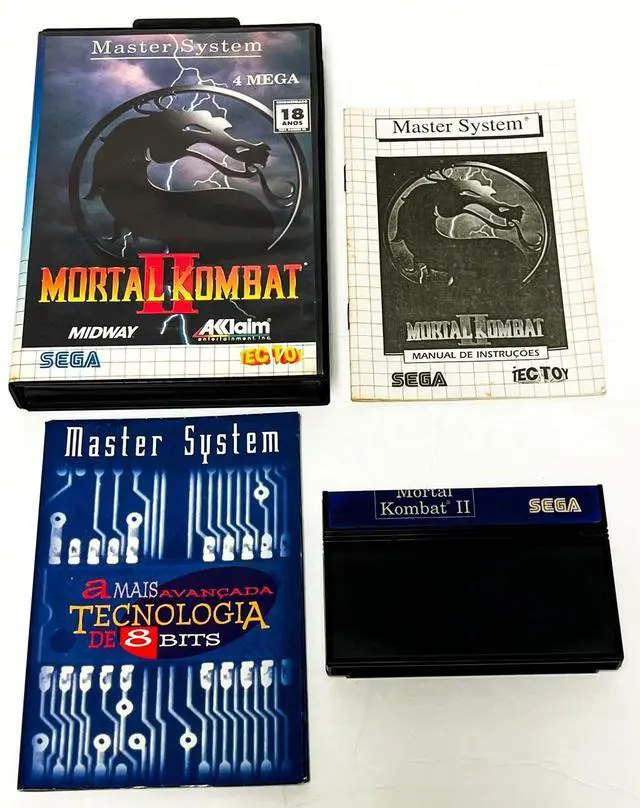 Master System
4 MEGA
18
ANOS
MORTAL KOMBAT
II
MIDWAY
AKKlaim
entertainment, inc.
SEGA
TEC TOY
Master System®
MORTAL KOMBAT
II
MANUAL DE INSTRUÇÕES
SEGA
TEC TOY
Master System
a MAIS AVANÇADA
TECNOLOGIA
DE 8 BITS
Mortal
Kombat® II
SEGA